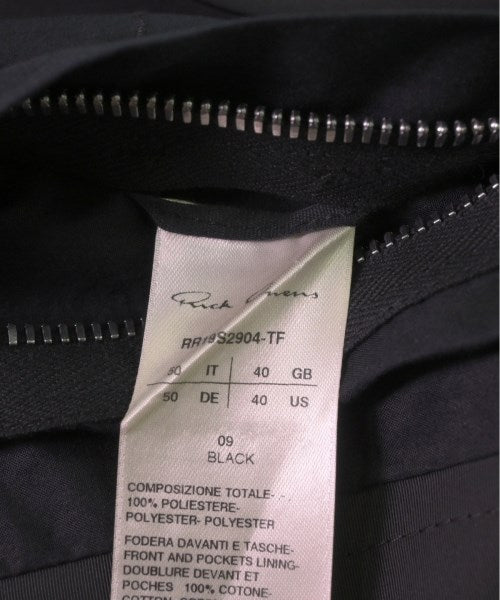 Rick Owens
RR19S2904-TF
50 IT 40 GB
50 DE 40 US
09
BLACK
COMPOSIZIONE TOTALE-
100% POLIESTERE-
POLYESTER- POLYESTER
FODERA DAVANTI E TASCHE-
FRONT AND POCKETS LINING-
DOUBLURE DEVANT ET
POCHES 100% COTONE-